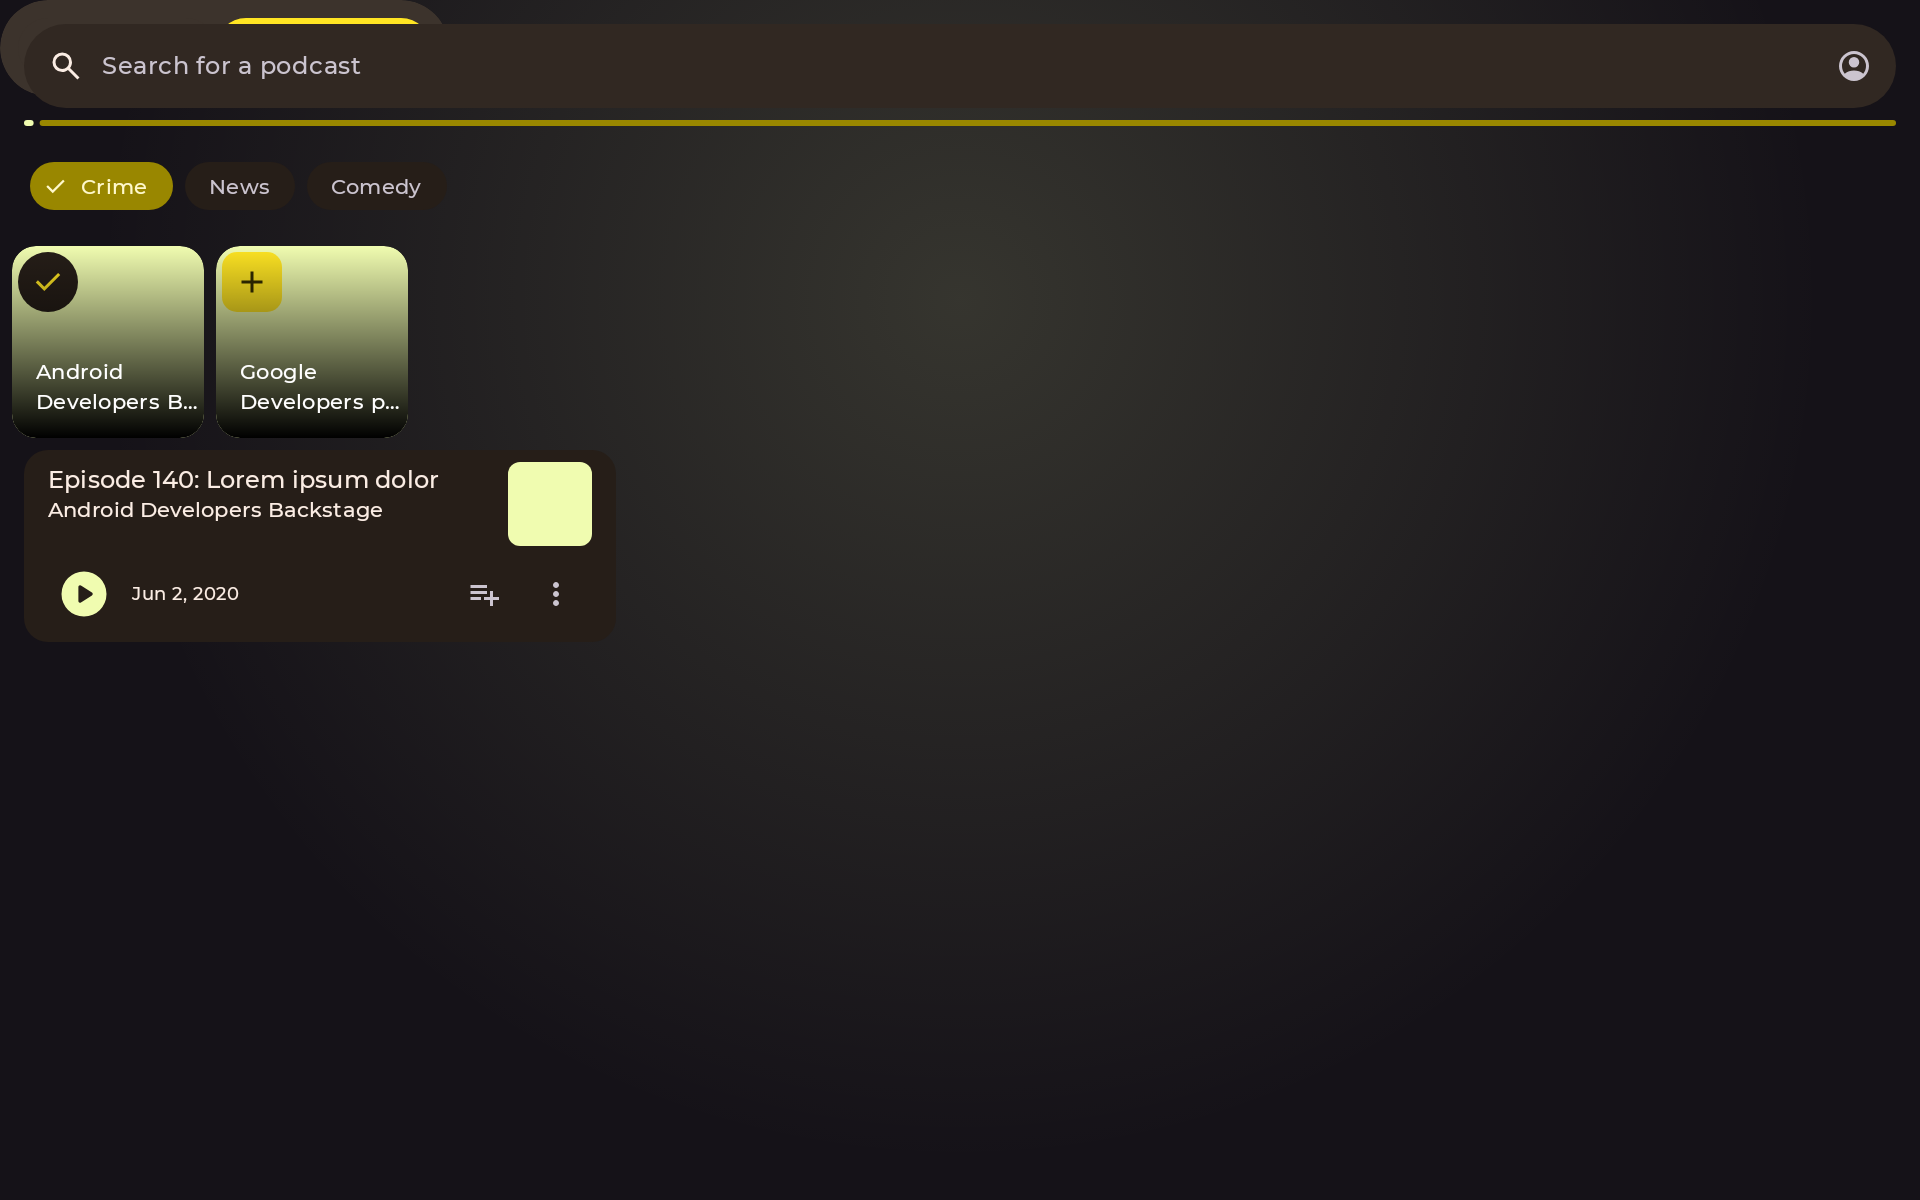 Search for a podcast
Crime
News
Comedy
Android
Developers B...
Google
Developers p...
Episode 140: Lorem ipsum dolor
Android Developers Backstage
Jun 2, 2020